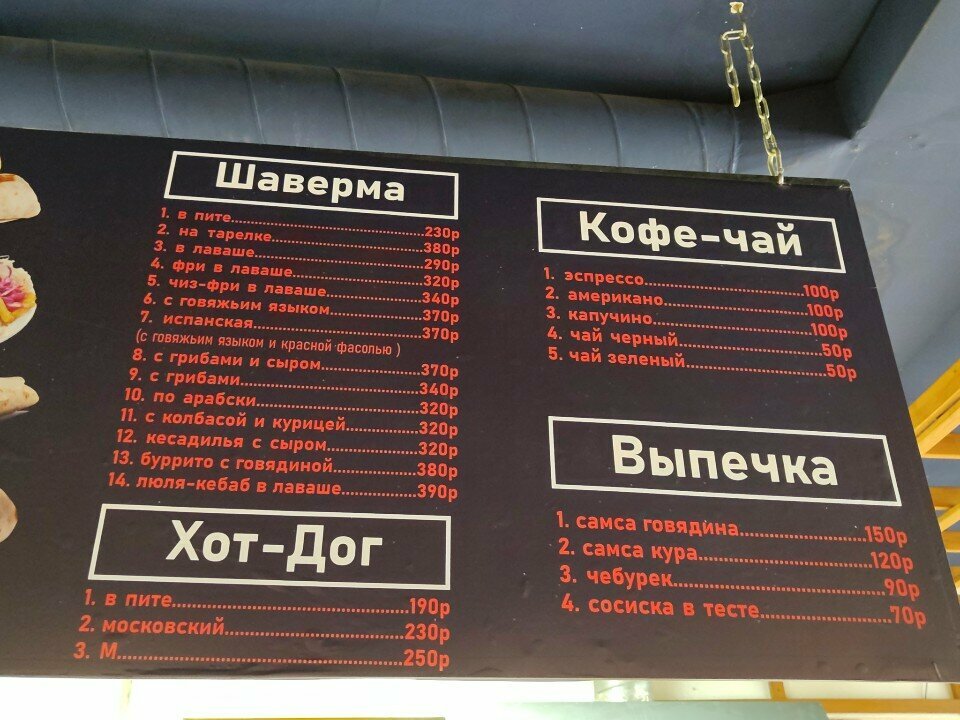 Шаверма
1. в пите.....230р
2. на тарелке.....380р
3. в лаваше.....290р
4. фри в лаваше.....320р
5. чиз-фри в лаваше.....340р
6. с говяжьим языком.....370р
7. испанская.....370р
(с говяжьим языком и красной фасолью )
8. с грибами и сыром.....370р
9. с грибами.....340р
10. по арабски.....320р
11. с колбасой и курицей.....320р
12. кесадилья с сыром.....320р
13. буррито с говядиной.....380р
14. люля-кебаб в лаваше.....390р
Хот-Дог
1. в пите.....190р
2. московский.....230р
3. М.....250р
Кофе-чай
1. эспрессо.....100р
2. американо.....100р
3. капучино.....100р
4. чай черный.....50р
5. чай зеленый.....50р
Выпечка
1. самса говядина.....150р
2. самса кура.....120р
3. чебурек.....90р
4. сосиска в тесте.....70р